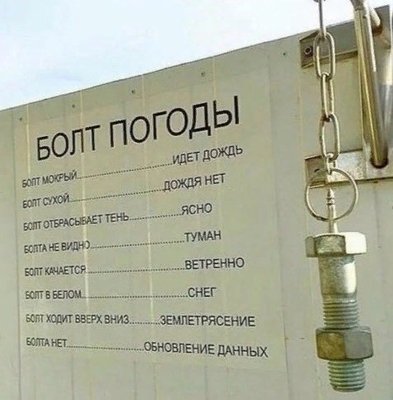 БОЛТ ПОГОДЫ
БОЛТ МОКРЫЙ......................ИДЕТ ДОЖДЬ
БОЛТ СУХОЙ......................ДОЖДЯ НЕТ
БОЛТ ОТБРАСЫВАЕТ ТЕНЬ...........ЯСНО
БОЛТА НЕ ВИДНО......................ТУМАН
БОЛТ КАЧАЕТСЯ......................ВЕТРЕННО
БОЛТ В БЕЛОМ........................СНЕГ
БОЛТ ХОДИТ ВВЕРХ ВНИЗ.........ЗЕМЛЕТРЯСЕНИЕ
БОЛТА НЕТ....................ОБНОВЛЕНИЕ ДАННЫХ